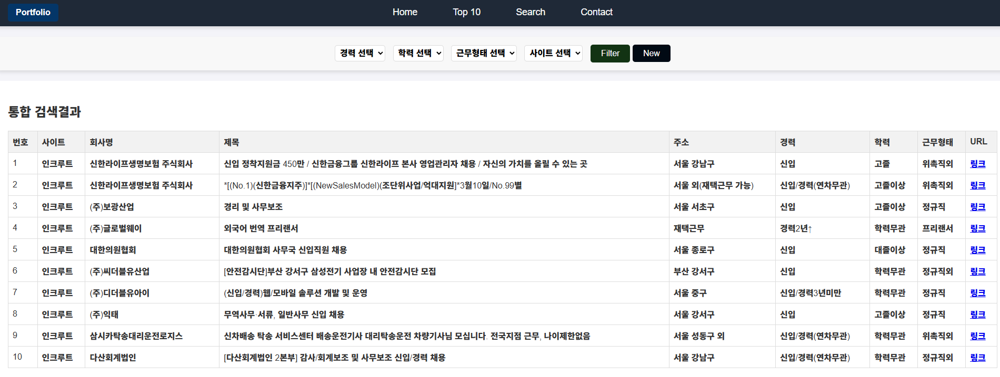 Portfolio Home Top 10 Search Contact
경력 선택 학력 선택 근무형태 선택 사이트 선택 Filter New
통합 검색결과
번호 사이트 회사명 제목 주소 경력 학력 근무형태 URL
1 인크루트 신한라이프생명보험 주식회사 신입 정착지원금 450만 / 신한금융그룹 신한라이프 본사 영업관리자 채용 / 자신의 가치를 올릴 수 있는 곳 서울 강남구 신입 고졸 위촉직외 링크
2 인크루트 신한라이프생명보험 주식회사 *[(No.1)(신한금융지주)]*[(NewSalesModel)(조단위사업/억대지원]*3월10일/No.99별 서울 외(재택근무 가능) 신입/경력(연차무관) 고졸이상 위촉직외 링크
3 인크루트 (주)보광산업 경리 및 사무보조 서울 서초구 신입 고졸이상 정규직 링크
4 인크루트 (주)글로벌웨이 외국어 번역 프리랜서 재택근무 경력2년↑ 학력무관 프리랜서 링크
5 인크루트 대한의원협회 대한의원협회 사무국 신입직원 채용 서울 종로구 신입 대졸이상 정규직 링크
6 인크루트 (주)씨더블유산업 [안전감시단]부산 강서구 삼성전기 사업장 내 안전감시단 모집 부산 강서구 신입 학력무관 정규직외 링크
7 인크루트 (주)디더블유아이 (신입/경력)웹/모바일 솔루션 개발 및 운영 서울 중구 신입/경력3년미만 학력무관 정규직 링크
8 인크루트 (주)익태 무역사무·서류, 일반사무 신입 채용 서울 강서구 신입 고졸이상 정규직 링크
9 인크루트 삼시카탁송대리운전로지스 신차배송 탁송 서비스센터 배송운전기사 대리탁송운전 차량기사님 모십니다. 전국지점 근무, 나이제한없음 서울 성동구 외 신입/경력(연차무관) 학력무관 위촉직외 링크
10 인크루트 다산회계법인 [다산회계법인 2본부] 감사/회계보조 및 사무보조 신입/경력 채용 서울 강남구 신입/경력(연차무관) 학력무관 정규직외 링크